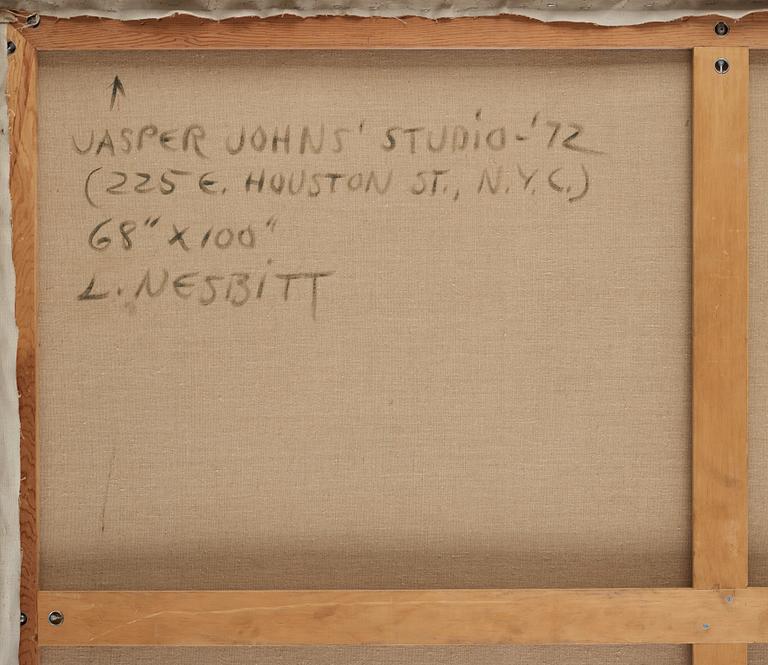 JASPER JOHNS' STUDIO-'72
(225 E. HOUSTON ST., N.Y.C.)
68" X 100"
L. NESBITT